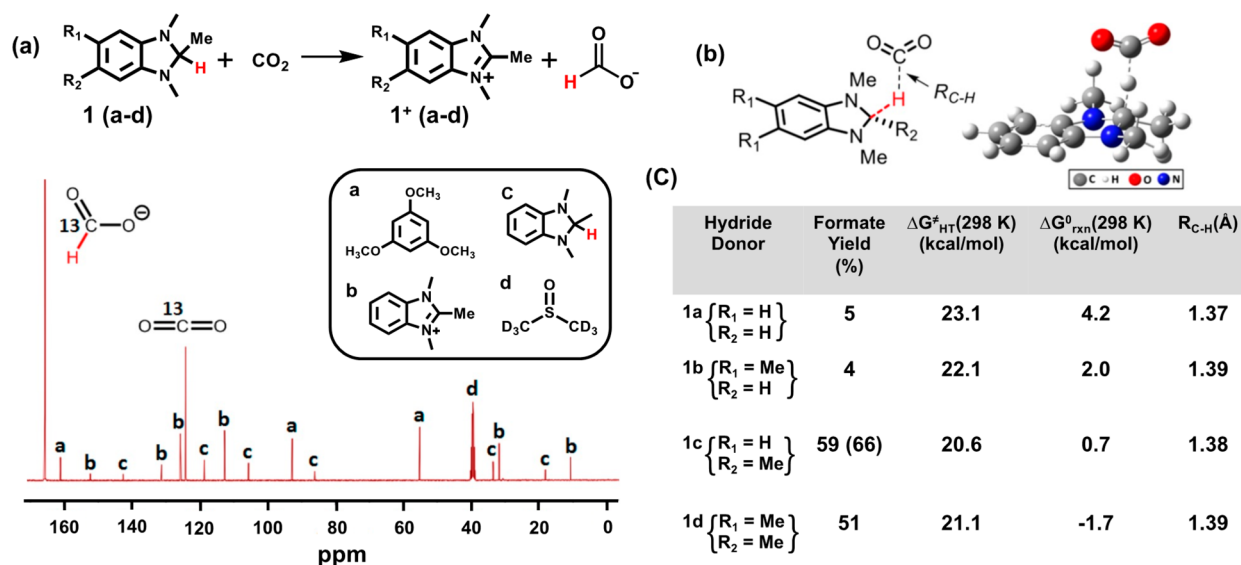 (a)
R1
R2
N
N
Me
H
+ CO2
R1
R2
N
N+
Me
+
O
H
O-
1 (a-d)
1+ (a-d)
(b)
O
C
O
Me
H
RC-H
N
N
R1
R1
R2
Me
C H O N
O
13
C
O
⊖
H
13
O=C=O
a
OCH3
H3CO
OCH3
C
N
N
H
b
N
N+
Me
d
O
S
D3C
CD3
a b c b b c b c a c a d c b c b
160 140 120 100 80 60 40 20 0
ppm
(C)
Hydride Donor
Formate Yield (%)
ΔG≠HT(298 K) (kcal/mol)
ΔG0rxn(298 K) (kcal/mol)
RC-H(Å)
1a { R1 = H R2 = H } 5 23.1 4.2 1.37
1b { R1 = Me R2 = H } 4 22.1 2.0 1.39
1c { R1 = H R2 = Me } 59 (66) 20.6 0.7 1.38
1d { R1 = Me R2 = Me } 51 21.1 -1.7 1.39